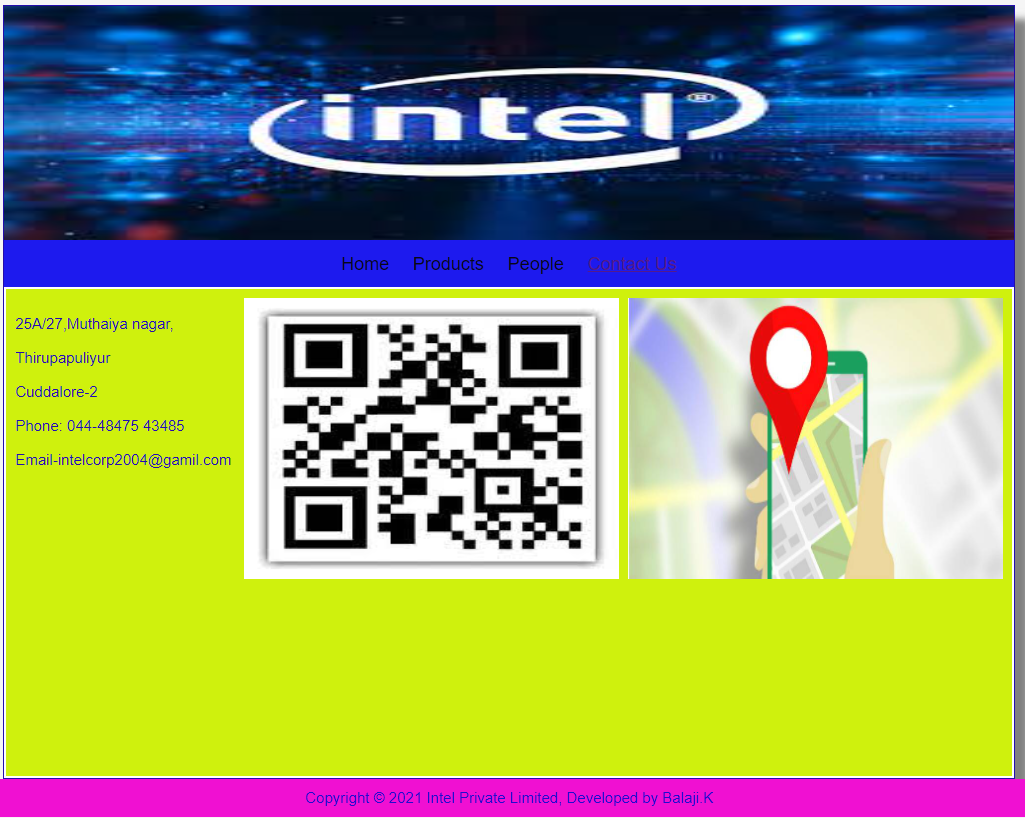 intel®
Home Products People Contact Us
25A/27,Muthaiya nagar,
Thirupapuliyur
Cuddalore-2
Phone: 044-48475 43485
Email-intelcorp2004@gamil.com
Copyright © 2021 Intel Private Limited, Developed by Balaji.K